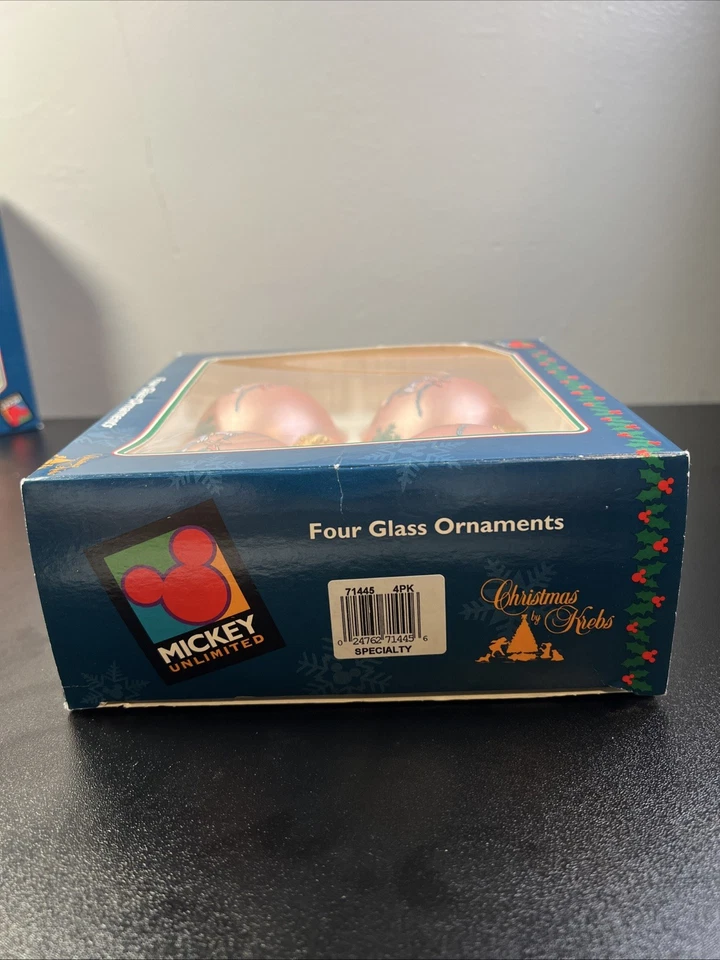 Four Glass Ornaments
MICKEY
UNLIMITED
71445 4PK
0 24762 71445 6
SPECIALTY
Christmas
by Krebs